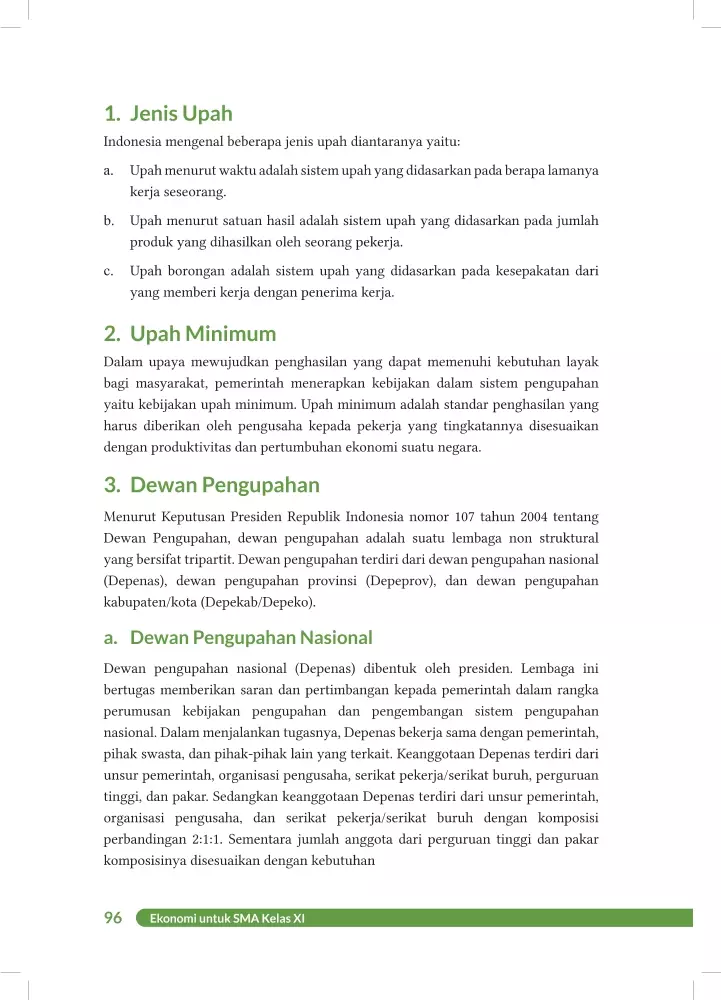 1. Jenis Upah
Indonesia mengenal beberapa jenis upah diantaranya yaitu:
a. Upah menurut waktu adalah sistem upah yang didasarkan pada berapa lamanya
kerja seseorang.
b. Upah menurut satuan hasil adalah sistem upah yang didasarkan pada jumlah
produk yang dihasilkan oleh seorang pekerja.
c. Upah borongan adalah sistem upah yang didasarkan pada kesepakatan dari
yang memberi kerja dengan penerima kerja.
2. Upah Minimum
Dalam upaya mewujudkan penghasilan yang dapat memenuhi kebutuhan layak
bagi masyarakat, pemerintah menerapkan kebijakan dalam sistem pengupahan
yaitu kebijakan upah minimum. Upah minimum adalah standar penghasilan yang
harus diberikan oleh pengusaha kepada pekerja yang tingkatannya disesuaikan
dengan produktivitas dan pertumbuhan ekonomi suatu negara.
3. Dewan Pengupahan
Menurut Keputusan Presiden Republik Indonesia nomor 107 tahun 2004 tentang
Dewan Pengupahan, dewan pengupahan adalah suatu lembaga non struktural
yang bersifat tripartit. Dewan pengupahan terdiri dari dewan pengupahan nasional
(Depenas), dewan pengupahan provinsi (Depeprov), dan dewan pengupahan
kabupaten/kota (Depekab/Depeko).
a. Dewan Pengupahan Nasional
Dewan pengupahan nasional (Depenas) dibentuk oleh presiden. Lembaga ini
bertugas memberikan saran dan pertimbangan kepada pemerintah dalam rangka
perumusan kebijakan pengupahan dan pengembangan sistem pengupahan
nasional. Dalam menjalankan tugasnya, Depenas bekerja sama dengan pemerintah,
pihak swasta, dan pihak-pihak lain yang terkait. Keanggotaan Depenas terdiri dari
unsur pemerintah, organisasi pengusaha, serikat pekerja/serikat buruh, perguruan
tinggi, dan pakar. Sedangkan keanggotaan Depenas terdiri dari unsur pemerintah,
organisasi pengusaha, dan serikat pekerja/serikat buruh dengan komposisi
perbandingan 2:1:1. Sementara jumlah anggota dari perguruan tinggi dan pakar
komposisinya disesuaikan dengan kebutuhan
96 Ekonomi untuk SMA Kelas XI